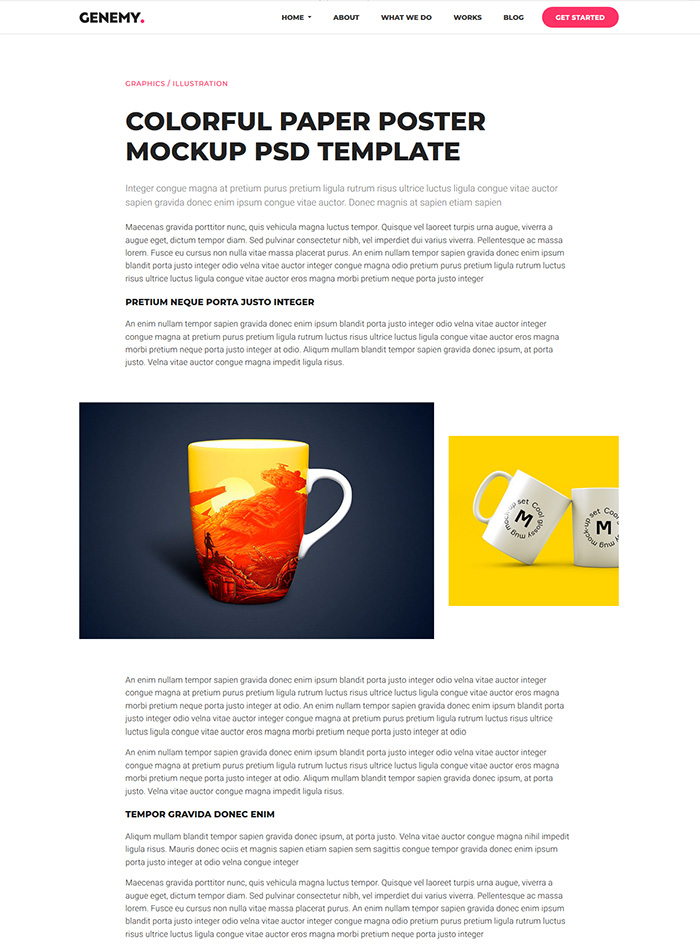 GENEMY.
HOME ABOUT WHAT WE DO WORKS BLOG GET STARTED
GRAPHICS / ILLUSTRATION
COLORFUL PAPER POSTER
MOCKUP PSD TEMPLATE
Integer congue magna at pretium purus pretium ligula rutrum risus ultrice luctus ligula congue vitae auctor
sapien gravida donec enim ipsum congue vitae auctor. Donec magnis at sapien etiam sapien
Maecenas gravida porttitor nunc, quis vehicula magna luctus tempor. Quisque vel laoreet turpis urna augue, viverra a
augue eget, dictum tempor diam. Sed pulvinar consectetur nibh, vel imperdiet dui varius viverra. Pellentesque ac massa
lorem. Fusce eu cursus non nulla vitae massa placerat purus. An enim nullam tempor sapien gravida donec enim ipsum
blandit porta justo integer odio velna vitae auctor integer congue magna odio pretium purus pretium ligula rutrum luctus
risus ultrice luctus ligula congue vitae auctor eros magna morbi pretium neque porta justo integer
PRETIUM NEQUE PORTA JUSTO INTEGER
An enim nullam tempor sapien gravida donec enim ipsum blandit porta justo integer odio velna vitae auctor integer
congue magna at pretium purus pretium ligula rutrum luctus risus ultrice luctus ligula congue vitae auctor eros magna
morbi pretium neque porta justo integer at odio. Aliqum mullam blandit tempor sapien gravida donec ipsum, at porta
justo. Velna vitae auctor congue magna impedit ligula risus.
Cool glossy mug mock-up set
M
Cool glossy mug mock-up set
M
An enim nullam tempor sapien gravida donec enim ipsum blandit porta justo integer odio velna vitae auctor integer
congue magna at pretium purus pretium ligula rutrum luctus risus ultrice luctus ligula congue vitae auctor eros magna
morbi pretium neque porta justo integer at odio. An enim nullam tempor sapien gravida donec enim ipsum blandit porta
justo integer odio velna vitae auctor integer congue magna at pretium purus pretium ligula rutrum luctus risus ultrice
luctus ligula congue vitae auctor eros magna morbi pretium neque porta justo integer at odio
An enim nullam tempor sapien gravida donec enim ipsum blandit porta justo integer odio velna vitae auctor integer
congue magna at pretium purus pretium ligula rutrum luctus risus ultrice luctus ligula congue vitae auctor eros magna
morbi pretium neque porta justo integer at odio. Aliqum mullam blandit tempor sapien gravida donec ipsum, at porta
justo. Velna vitae auctor congue magna impedit ligula risus.
TEMPOR GRAVIDA DONEC ENIM
Aliqum mullam blandit tempor sapien gravida donec ipsum, at porta justo. Velna vitae auctor congue magna nihil impedit
ligula risus. Mauris donec ociis et magnis sapien etiam sapien sem sagittis congue tempor gravida donec enim ipsum
porta justo integer at odio velna congue integer
Maecenas gravida porttitor nunc, quis vehicula magna luctus tempor. Quisque vel laoreet turpis urna augue, viverra a
augue eget, dictum tempor diam. Sed pulvinar consectetur nibh, vel imperdiet dui varius viverra. Pellentesque ac massa
lorem. Fusce eu cursus non nulla vitae massa placerat purus. An enim nullam tempor sapien gravida donec enim ipsum
blandit porta justo integer odio velna vitae auctor integer congue magna odio pretium purus pretium ligula rutrum luctus
risus ultrice luctus ligula congue vitae auctor eros magna morbi pretium neque porta justo integer